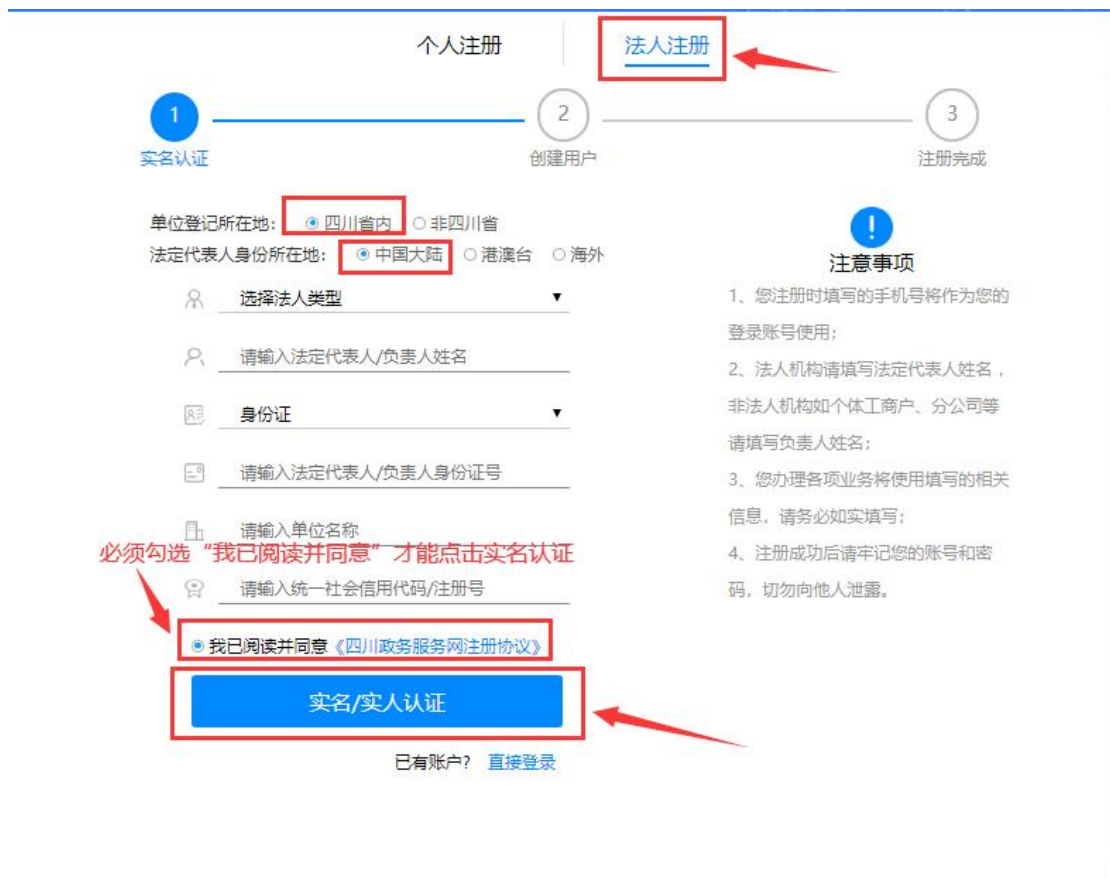 个人注册
法人注册
1
2
3
实名认证
创建用户
注册完成
单位登记所在地： 四川省内 非四川省
法定代表人身份所在地： 中国大陆 港澳台 海外
选择法人类型
请输入法定代表人/负责人姓名
身份证
请输入法定代表人/负责人身份证号
请输入单位名称
必须勾选“我已阅读并同意”才能点击实名认证
请输入统一社会信用代码/注册号
我已阅读并同意《四川政务服务网注册协议》
实名/实人认证
已有账户？ 直接登录
注意事项
1、您注册时填写的手机号将作为您的
登录账号使用；
2、法人机构请填写法定代表人姓名，
非法人机构如个体工商户、分公司等
请填写负责人姓名；
3、您办理各项业务将使用填写的相关
信息，请务必如实填写；
4、注册成功后请牢记您的账号和密
码，切勿向他人泄露。